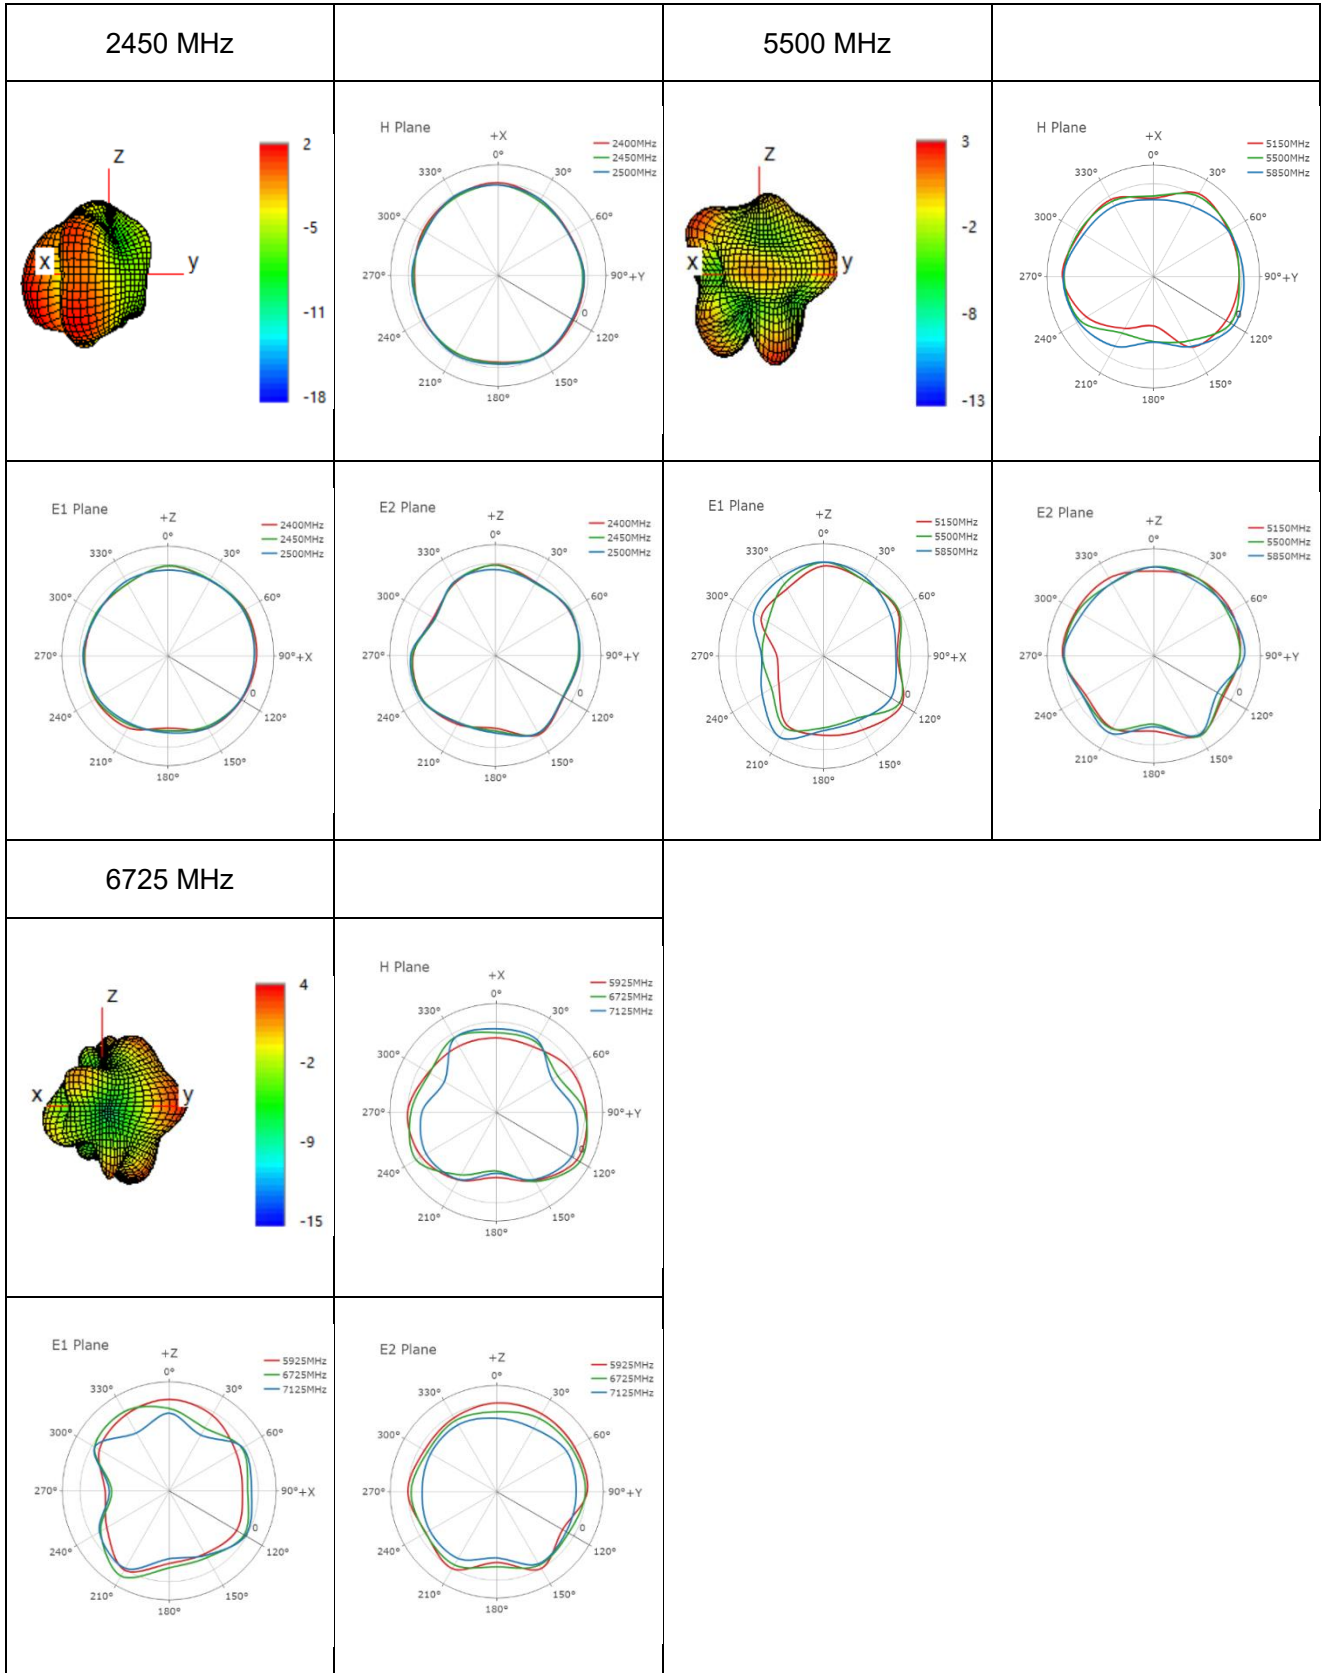 2450 MHz
5500 MHz
z
x
y
2
-5
-11
-18
H Plane
+X
0°
30°
60°
90°+Y
120°
150°
180°
210°
240°
270°
300°
330°
0
2400MHz
2450MHz
2500MHz
z
x
y
3
-2
-8
-13
H Plane
+X
0°
30°
60°
90°+Y
120°
150°
180°
210°
240°
270°
300°
330°
0
5150MHz
5500MHz
5850MHz
E1 Plane
+Z
0°
30°
60°
90°+X
120°
150°
180°
210°
240°
270°
300°
330°
0
2400MHz
2450MHz
2500MHz
E2 Plane
+Z
0°
30°
60°
90°+Y
120°
150°
180°
210°
240°
270°
300°
330°
0
2400MHz
2450MHz
2500MHz
E1 Plane
+Z
0°
30°
60°
90°+X
120°
150°
180°
210°
240°
270°
300°
330°
0
5150MHz
5500MHz
5850MHz
E2 Plane
+Z
0°
30°
60°
90°+Y
120°
150°
180°
210°
240°
270°
300°
330°
0
5150MHz
5500MHz
5850MHz
6725 MHz
z
x
y
4
-2
-9
-15
H Plane
+X
0°
30°
60°
90°+Y
120°
150°
180°
210°
240°
270°
300°
330°
0
5925MHz
6725MHz
7125MHz
E1 Plane
+Z
0°
30°
60°
90°+X
120°
150°
180°
210°
240°
270°
300°
330°
0
5925MHz
6725MHz
7125MHz
E2 Plane
+Z
0°
30°
60°
90°+Y
120°
150°
180°
210°
240°
270°
300°
330°
0
5925MHz
6725MHz
7125MHz